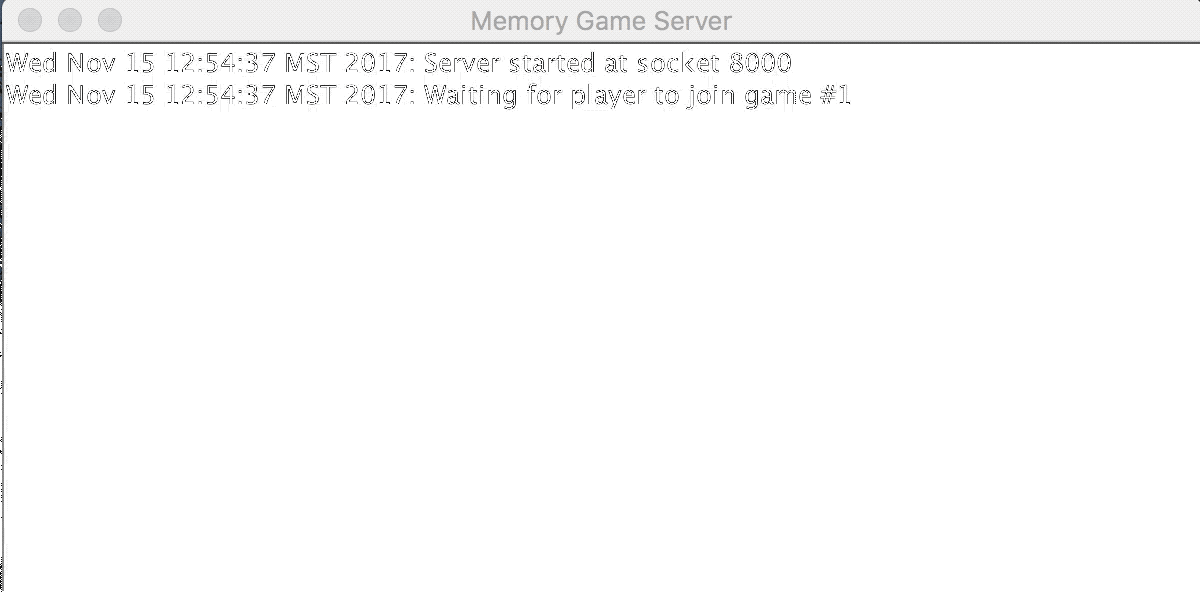 Memory Game Server
Wed Nov 15 12:54:37 MST 2017: Server started at socket 8000
Wed Nov 15 12:54:37 MST 2017: Waiting for player to join game #1